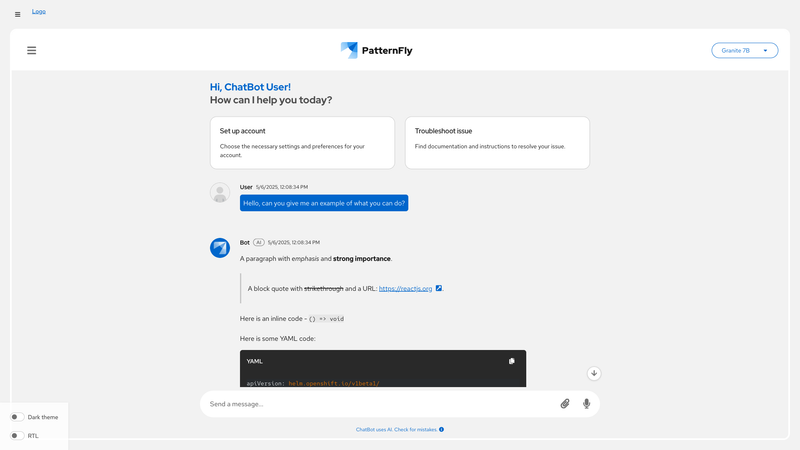 Logo
PatternFly
Granite 7B
Hi, ChatBot User!
How can I help you today?
Set up account
Choose the necessary settings and preferences for your
account.
Troubleshoot issue
Find documentation and instructions to resolve your issue.
User 5/6/2025, 12:08:34 PM
Hello, can you give me an example of what you can do?
Bot AI 5/6/2025, 12:08:34 PM
A paragraph with emphasis and strong importance.
A block quote with strikethrough and a URL: https://reactjs.org.
Here is an inline code - () => void
Here is some YAML code:
YAML
apiVersion: helm.openshift.io/v1beta1/
Send a message...
ChatBot uses AI. Check for mistakes.
Dark theme
RTL